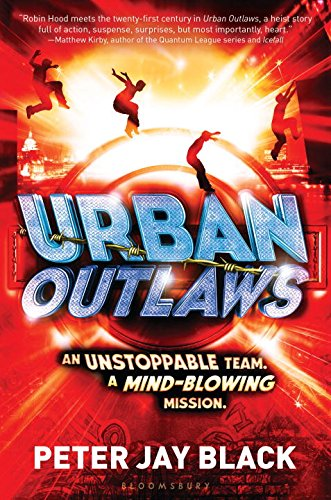 "Robin Hood meets the twenty-first century in Urban Outlaws, a heist story
full of action, suspense, surprises, but most importantly, heart."
—Matthew Kirby, author of the Quantum League series and Icefall
URBAN
OUTLAWS
AN UNSTOPPABLE TEAM.
A MIND-BLOWING
MISSION.
PETER JAY BLACK
BLOOMSBURY